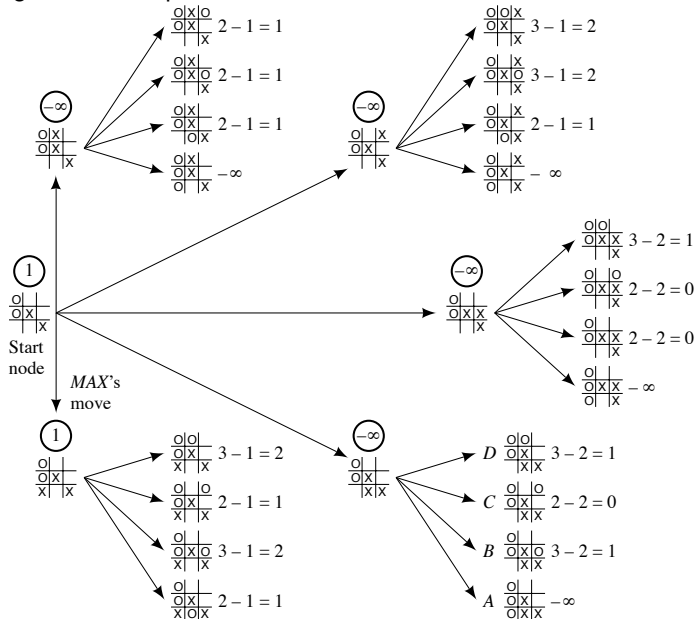 O X O
O X
X
2 – 1 = 1
O X
O X O
X
2 – 1 = 1
O X
O X
O X
2 – 1 = 1
O X
O X
O X
–∞
–∞
O X
O X
X
O O X
O X
X
3 – 1 = 2
O X
O X O
X
3 – 1 = 2
O X
O X
O X
2 – 1 = 1
O X
O X
O X
– ∞
–∞
O X
O X
X
1
O
O X
X
Start
node
MAX's
move
–∞
O
O X X
X
O O
O X X
X
3 – 2 = 1
O O
O X X
X
2 – 2 = 0
O
O X X
O X
2 – 2 = 0
O
O X X
O X
– ∞
1
O
O X
X X
O O
O X
X X
3 – 1 = 2
O O
O X
X X
2 – 1 = 1
O
O X O
X X
3 – 1 = 2
O
O X
X O X
2 – 1 = 1
–∞
O
O X
X X
D
O O
O X
X X
3 – 2 = 1
C
O O
O X
X X
2 – 2 = 0
B
O
O X O
X X
3 – 2 = 1
A
O
O X
O X X
–∞